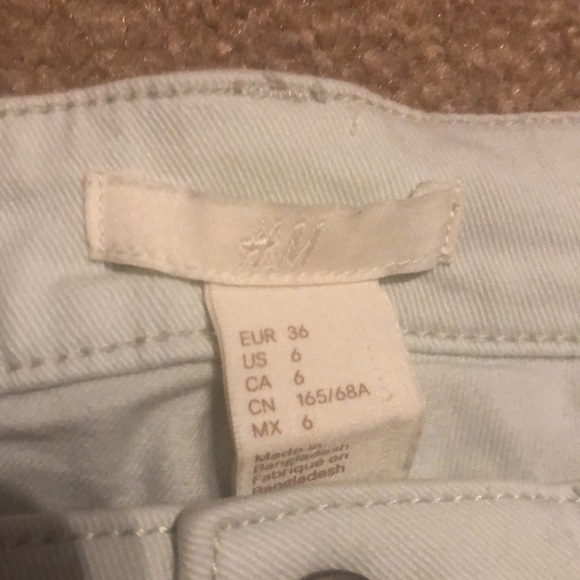 H&M
EUR 36
US 6
CA 6
CN 165/68A
MX 6
Made in
Bangladesh
Fabriqué en
Bangladesh